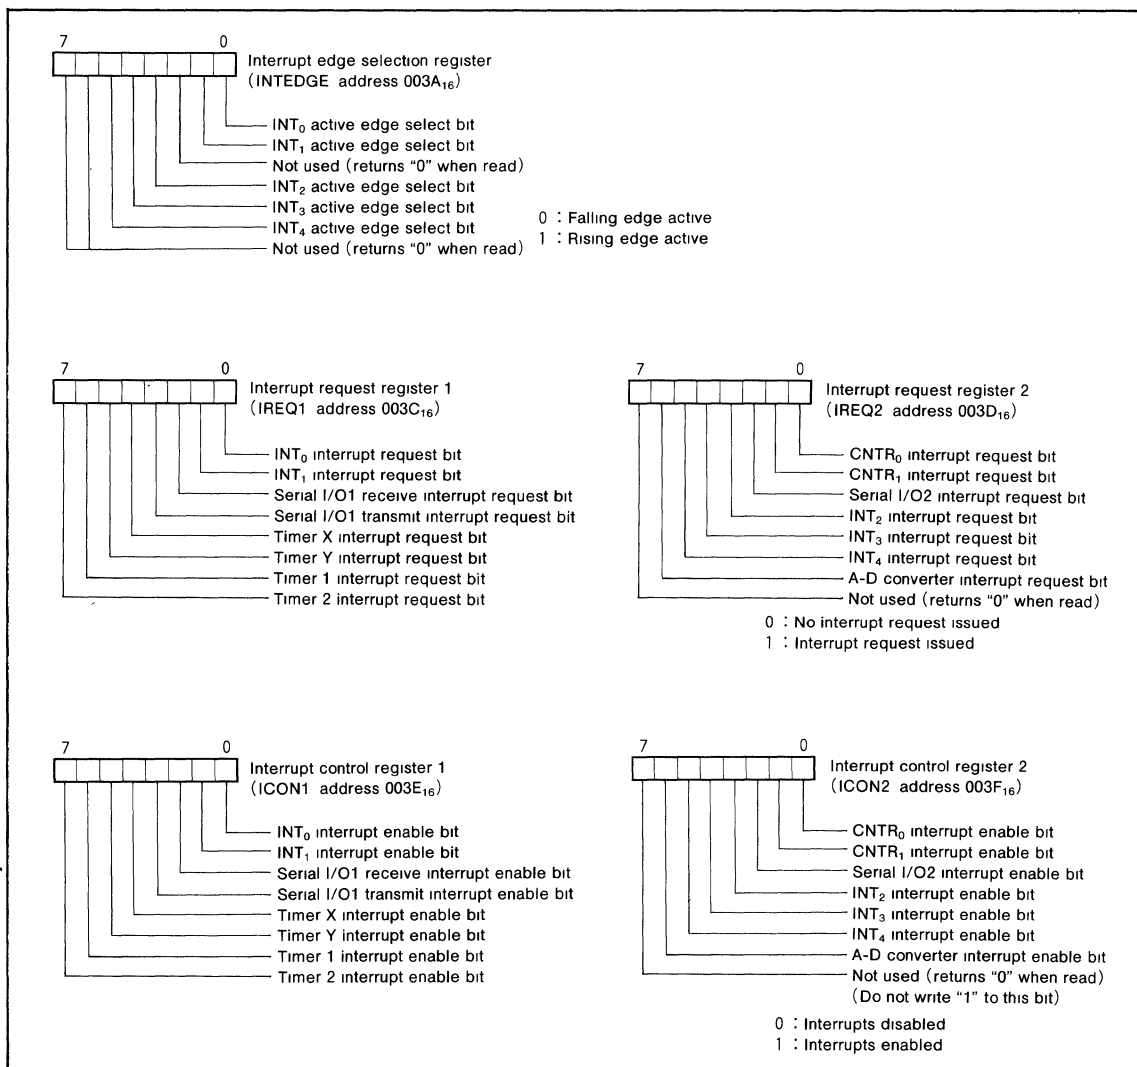 7 0
Interrupt edge selection register
(INTEDGE address 003A₁₆)
INT₀ active edge select bit
INT₁ active edge select bit
Not used (returns “0” when read)
INT₂ active edge select bit
INT₃ active edge select bit
INT₄ active edge select bit
Not used (returns “0” when read)
0 : Falling edge active
1 : Rising edge active
7 0
Interrupt request register 1
(IREQ1 address 003C₁₆)
INT₀ interrupt request bit
INT₁ interrupt request bit
Serial I/O1 receive interrupt request bit
Serial I/O1 transmit interrupt request bit
Timer X interrupt request bit
Timer Y interrupt request bit
Timer 1 interrupt request bit
Timer 2 interrupt request bit
7 0
Interrupt request register 2
(IREQ2 address 003D₁₆)
CNTR₀ interrupt request bit
CNTR₁ interrupt request bit
Serial I/O2 interrupt request bit
INT₂ interrupt request bit
INT₃ interrupt request bit
INT₄ interrupt request bit
A-D converter interrupt request bit
Not used (returns “0” when read)
0 : No interrupt request issued
1 : Interrupt request issued
7 0
Interrupt control register 1
(ICON1 address 003E₁₆)
INT₀ interrupt enable bit
INT₁ interrupt enable bit
Serial I/O1 receive interrupt enable bit
Serial I/O1 transmit interrupt enable bit
Timer X interrupt enable bit
Timer Y interrupt enable bit
Timer 1 interrupt enable bit
Timer 2 interrupt enable bit
7 0
Interrupt control register 2
(ICON2 address 003F₁₆)
CNTR₀ interrupt enable bit
CNTR₁ interrupt enable bit
Serial I/O2 interrupt enable bit
INT₂ interrupt enable bit
INT₃ interrupt enable bit
INT₄ interrupt enable bit
A-D converter interrupt enable bit
Not used (returns “0” when read)
(Do not write “1” to this bit)
0 : Interrupts disabled
1 : Interrupts enabled